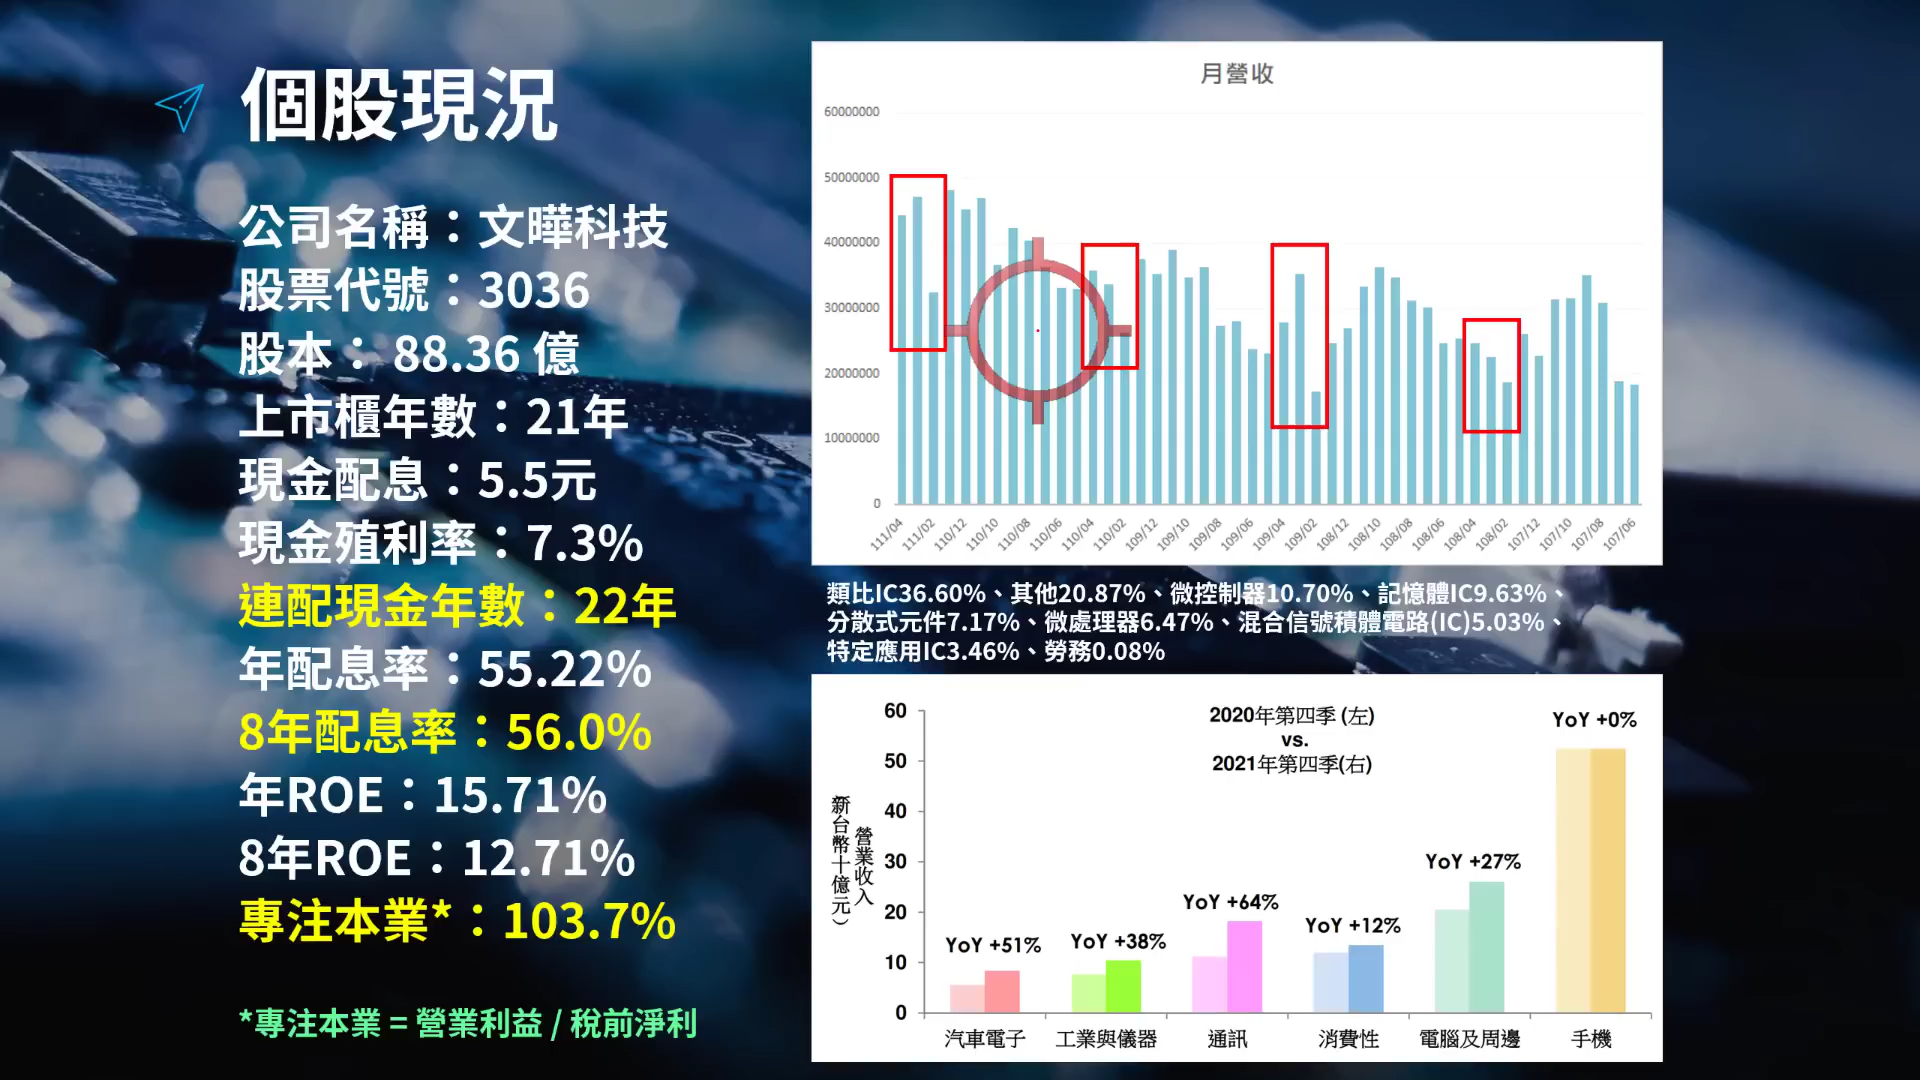 個股現況
公司名稱：文曄科技
股票代號：3036
股本： 88.36 億
上市櫃年數：21年
現金配息：5.5元
現金殖利率：7.3%
連配現金年數：22年
年配息率：55.22%
8年配息率：56.0%
年ROE：15.71%
8年ROE：12.71%
專注本業*：103.7%
*專注本業 = 營業利益 / 稅前淨利
月營收
60000000
50000000
40000000
30000000
20000000
10000000
0
111/04 111/02 110/12 110/10 110/08 110/06 110/04 110/02 109/12 109/10 109/08 109/06 109/04 109/02 108/12 108/10 108/08 108/06 108/04 108/02 107/12 107/10 107/08 107/06
類比IC36.60%、其他20.87%、微控制器10.70%、記憶體IC9.63%、
分散式元件7.17%、微處理器6.47%、混合信號積體電路(IC)5.03%、
特定應用IC3.46%、勞務0.08%
2020年第四季 (左)
vs.
2021年第四季(右)
營業收入
（新台幣十億元）
60
50
40
30
20
10
0
YoY +51%
YoY +38%
YoY +64%
YoY +12%
YoY +27%
YoY +0%
汽車電子 工業與儀器 通訊 消費性 電腦及周邊 手機